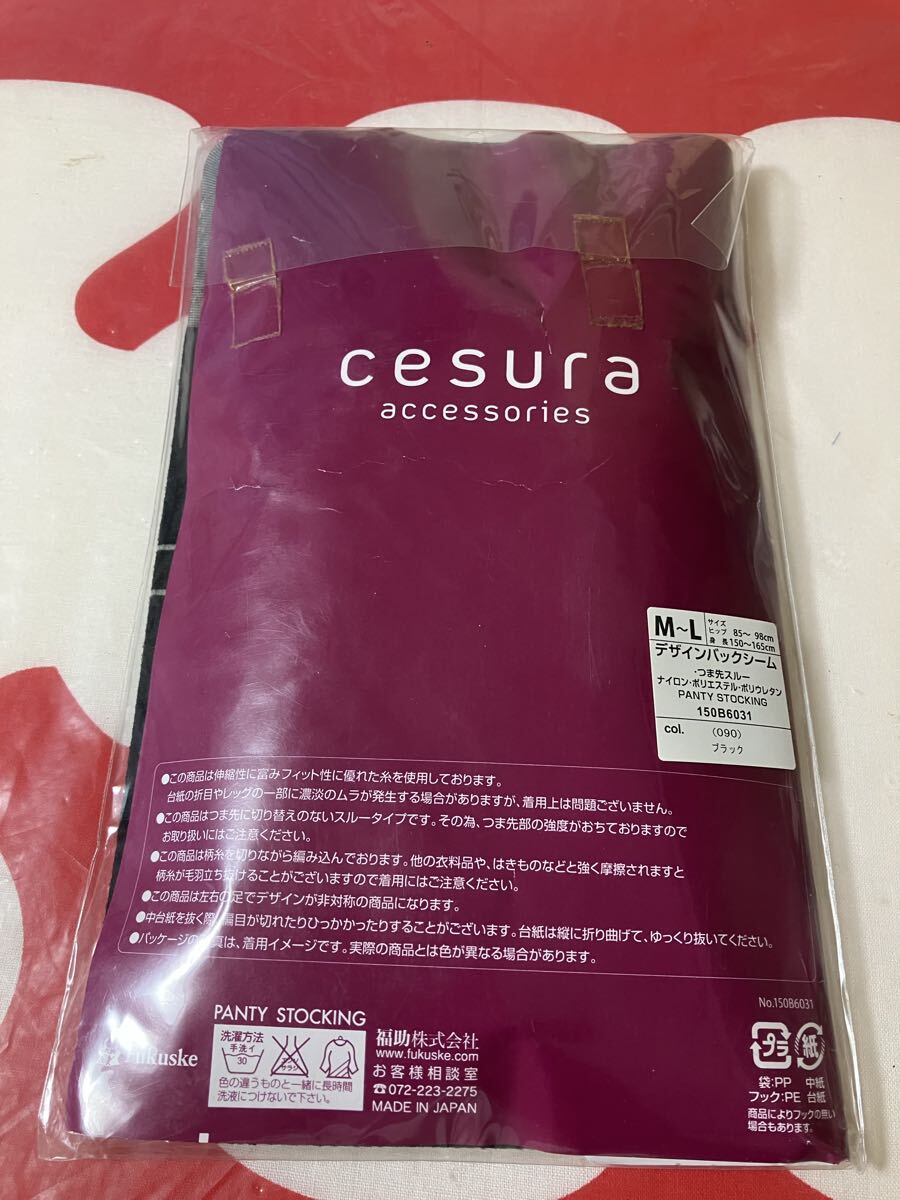 cesura
accessories
M~L
サイズ
ヒップ 85~ 98cm
身長150~165cm
デザインバックシーム
・つま先スルー
ナイロン・ポリエステル・ポリウレタン
PANTY STOCKING
150B6031
col.
(090)
ブラック
●この商品は伸縮性に富みフィット性に優れた糸を使用しております。
台紙の折目やレッグの一部に濃淡のムラが発生する場合がありますが、着用上は問題ございません。
●この商品はつま先に切り替えのないスルータイプです。その為、つま先部の強度がおちておりますので
お取り扱いにはご注意ください。
●この商品は柄糸を切りながら編み込んでおります。他の衣料品や、はきものなどと強く摩擦されますと
柄糸が毛羽立ち抜けることがございますので着用にはご注意ください。
●この商品は左右の足でデザインが非対称の商品になります。
●中台紙を抜く際、編目が切れたりひっかかったりすることがございます。台紙は縦に折り曲げて、ゆっくり抜いてください。
●パッケージの写真は、着用イメージです。実際の商品とは色が異なる場合があります。
No.150B6031
PANTY STOCKING
洗濯方法
手洗イ
30
色の違うものと一緒に長時間
洗液につけないで下さい。
fukuske
福助株式会社
www.fukuske.com
お客様相談室
☎072-223-2275
MADE IN JAPAN
プラ
紙
袋:PP 中紙
フック:PE 台紙
商品によりフックの無い
場合もあります。